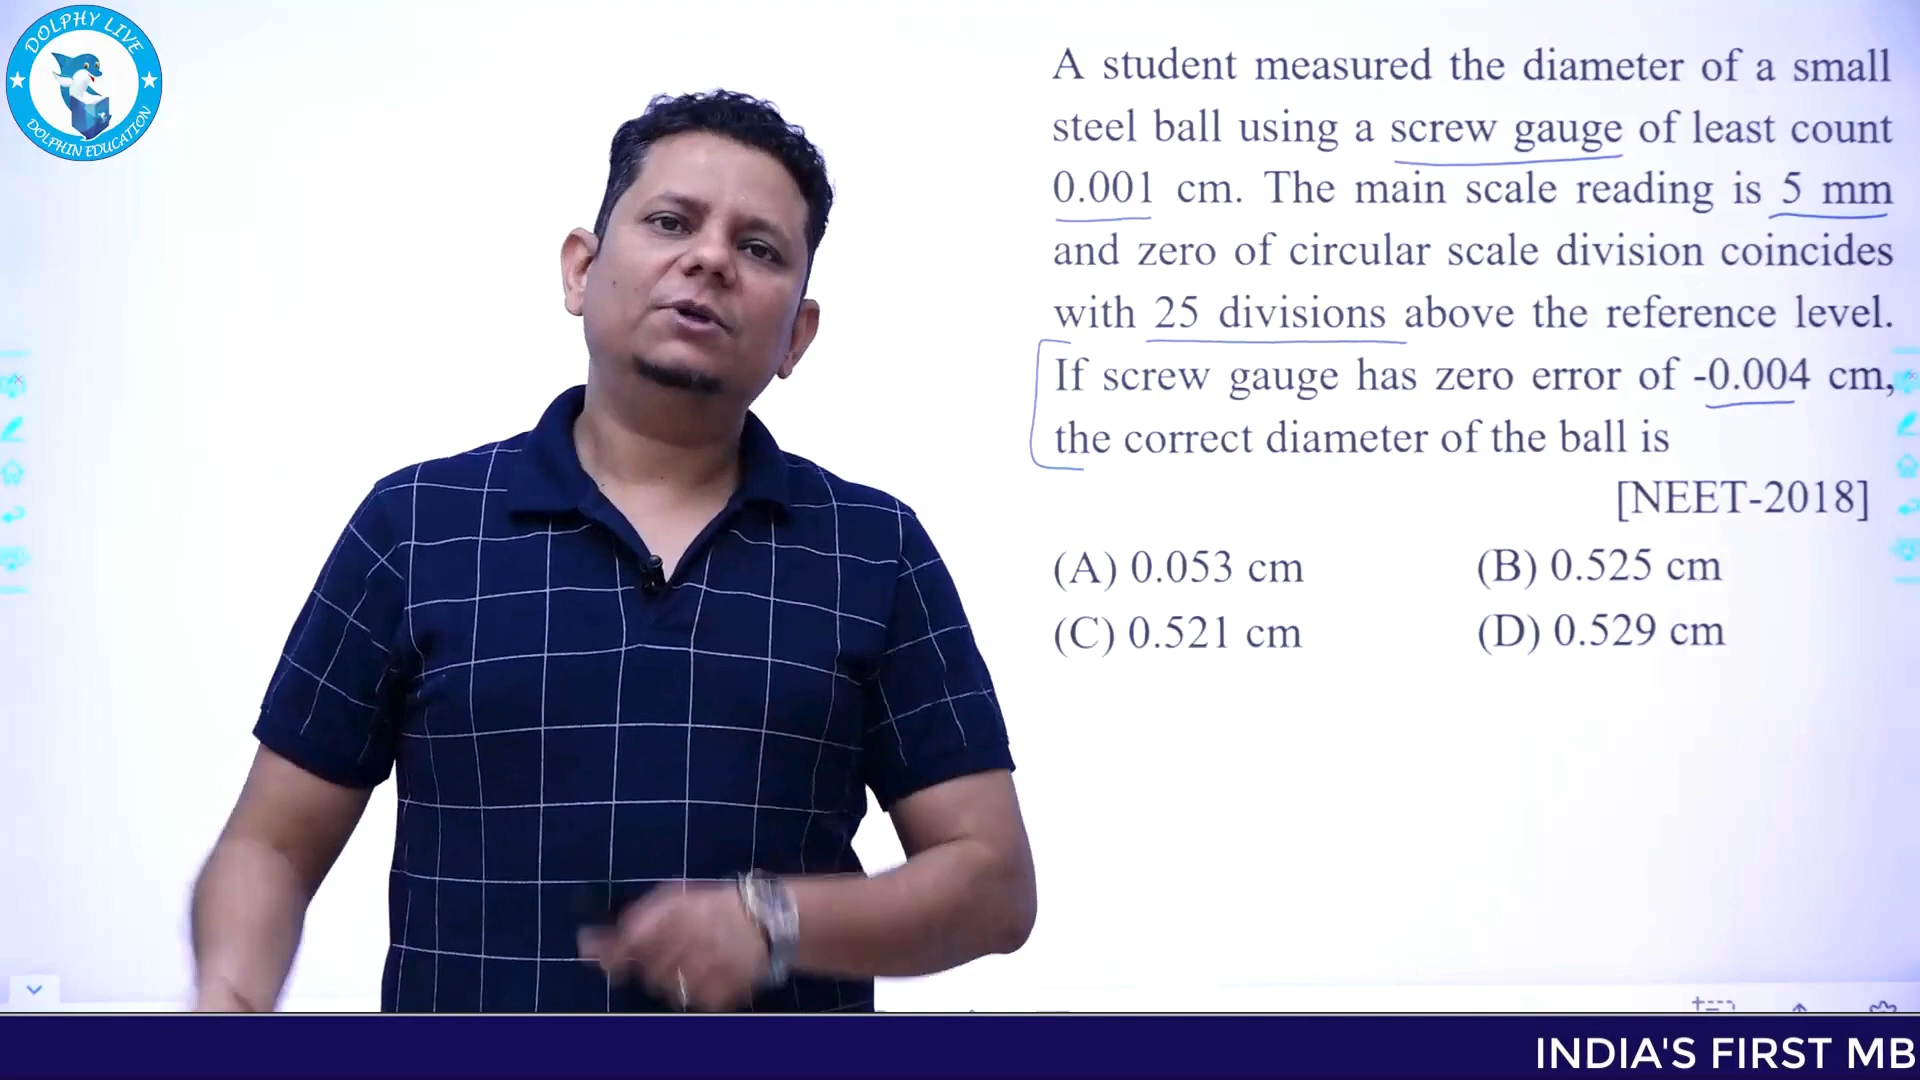 DOLPHY LIVE
DOLPHIN EDUCATION
A student measured the diameter of a small
steel ball using a screw gauge of least count
0.001 cm. The main scale reading is 5 mm
and zero of circular scale division coincides
with 25 divisions above the reference level.
If screw gauge has zero error of -0.004 cm,
the correct diameter of the ball is
[NEET-2018]
(A) 0.053 cm (B) 0.525 cm
(C) 0.521 cm (D) 0.529 cm
INDIA'S FIRST MB